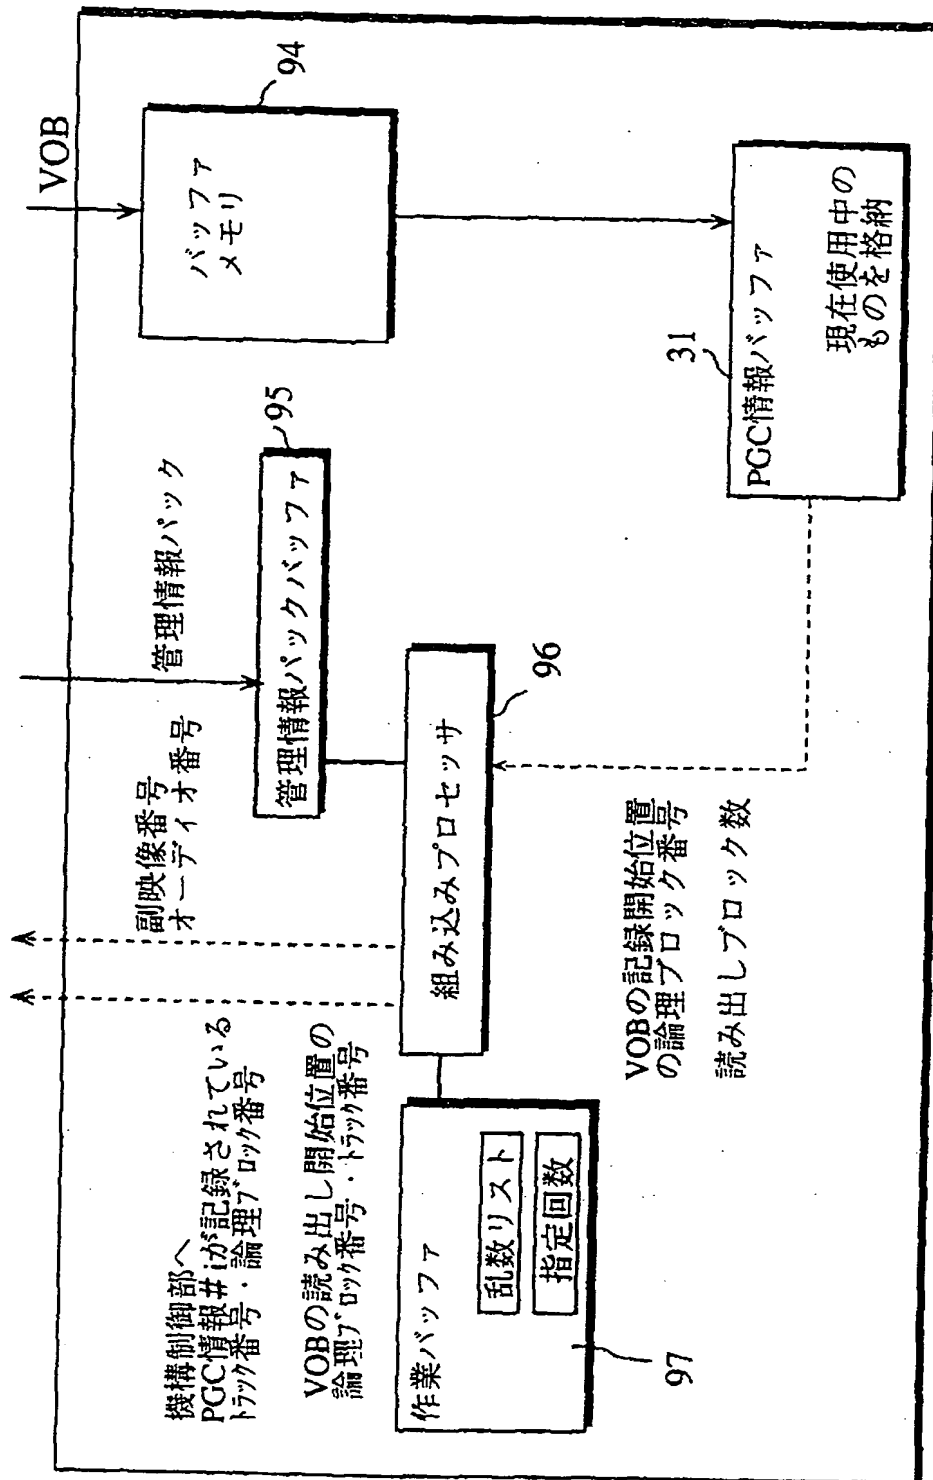 機構制御部へ
PGC情報#iが記録されている
トラック番号・論理ブロック番号
VOBの読み出し開始位置の
論理ブロック番号・トラック番号
副映像番号
オーディオ番号
管理情報パック
VOB
作業バッファ
乱数リスト
指定回数
97
組み込みプロセッサ
96
管理情報パックバッファ
95
バッファ
メモリ
94
VOBの記録開始位置
の論理ブロック番号
読み出しブロック数
31
PGC情報バッファ
現在使用中の
ものを格納